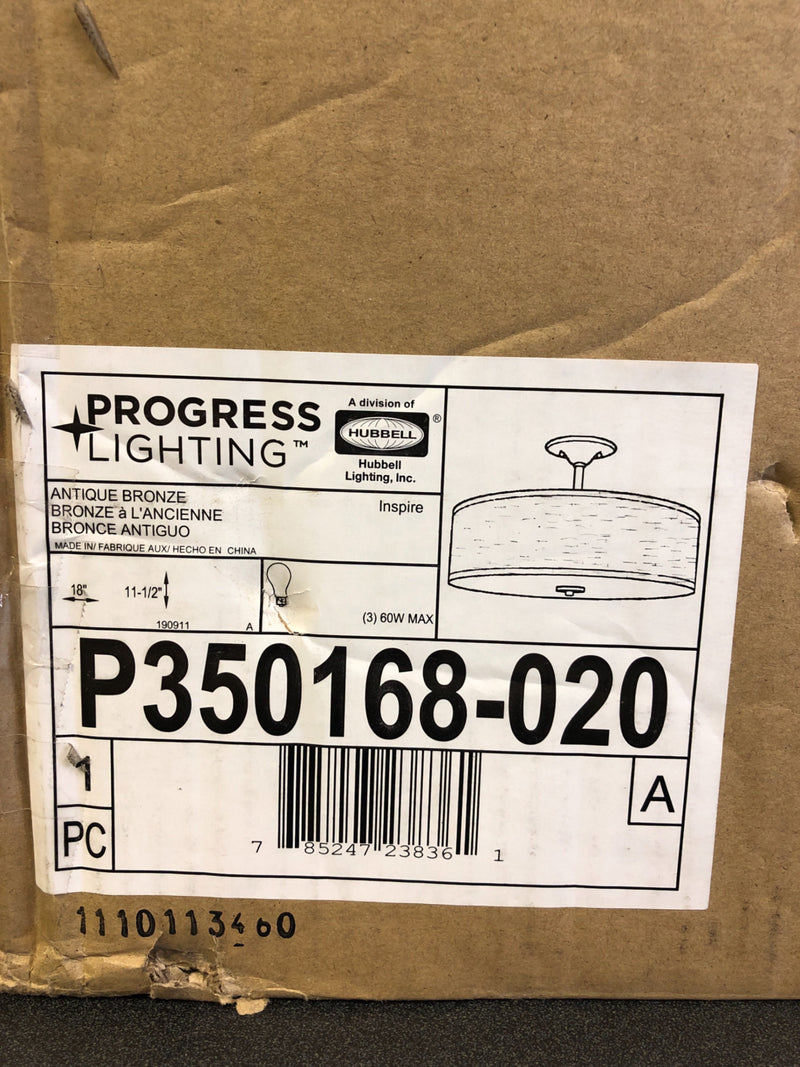 PROGRESS
LIGHTING™
A division of
HUBBELL ®
Hubbell
Lighting, Inc.
ANTIQUE BRONZE
BRONZE à L'ANCIENNE
BRONCE ANTIGUO
MADE IN/ FABRIQUE AUX/ HECHO EN CHINA
Inspire
18"
11-1/2"
190911 A
(3) 60W MAX
P350168-020
1
PC
A
7 85247 23836 1
1110113460